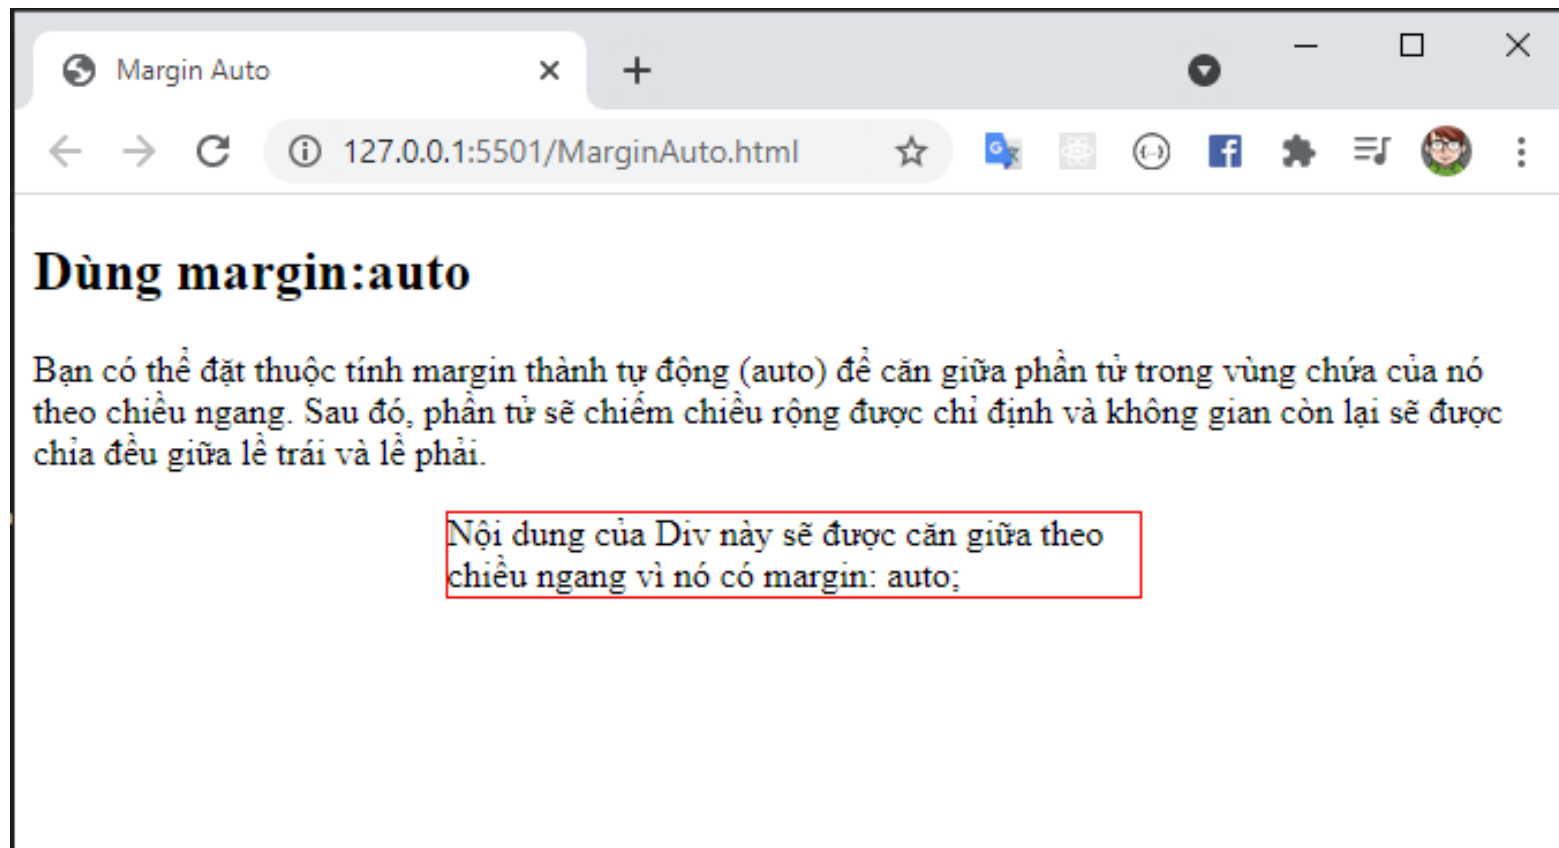 Margin Auto
127.0.0.1:5501/MarginAuto.html
Dùng margin:auto
Bạn có thể đặt thuộc tính margin thành tự động (auto) để căn giữa phần tử trong vùng chứa của nó
theo chiều ngang. Sau đó, phần tử sẽ chiếm chiều rộng được chỉ định và không gian còn lại sẽ được
chỉa đều giữa lề trái và lề phải.
Nội dung của Div này sẽ được căn giữa theo
chiều ngang vì nó có margin: auto;